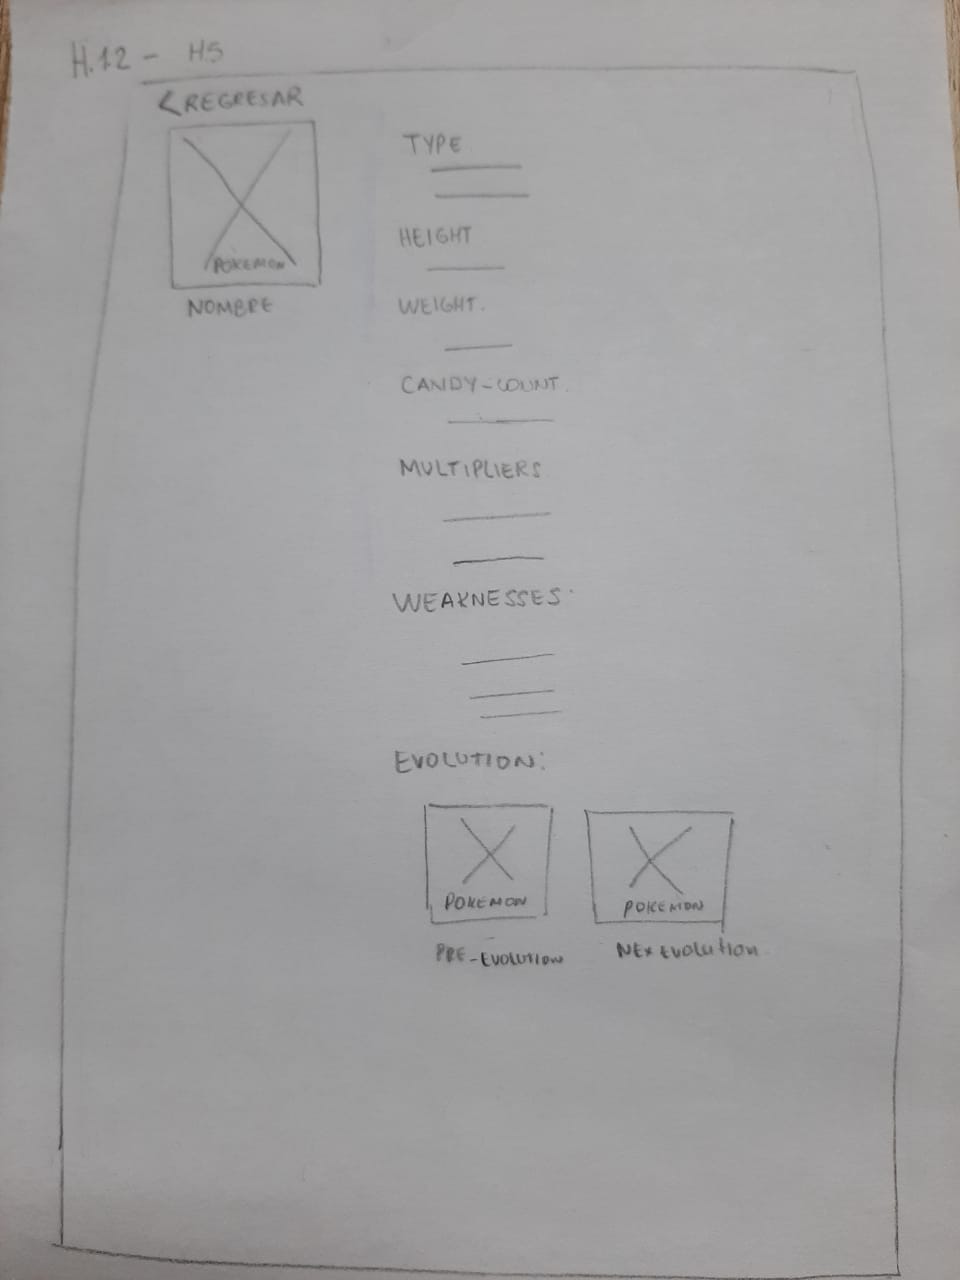 H.12 - H5
<REGRESAR
POKEMON
NOMBRE
TYPE
HEIGHT
WEIGHT.
CANDY-COUNT.
MULTIPLIERS
WEAKNESSES:
EVOLUTION:
POKEMON
PRE-EVOLUTION
POKEMON
NEx Evolution